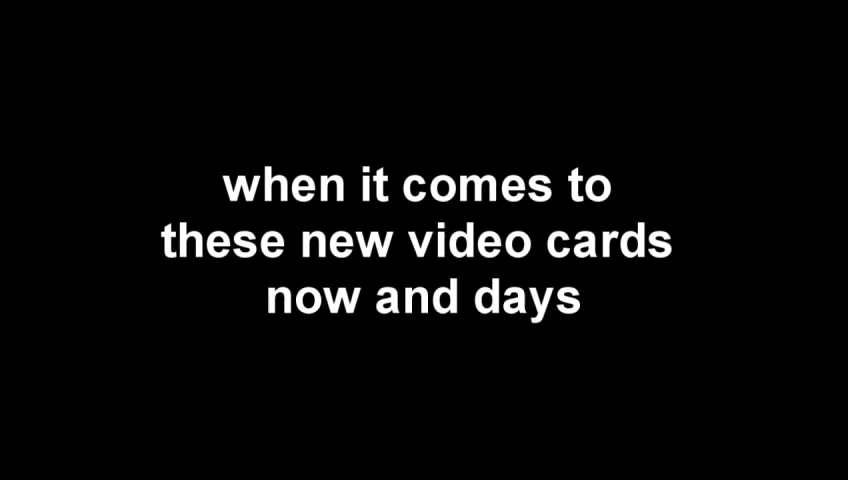 when it comes to
these new video cards
now and days